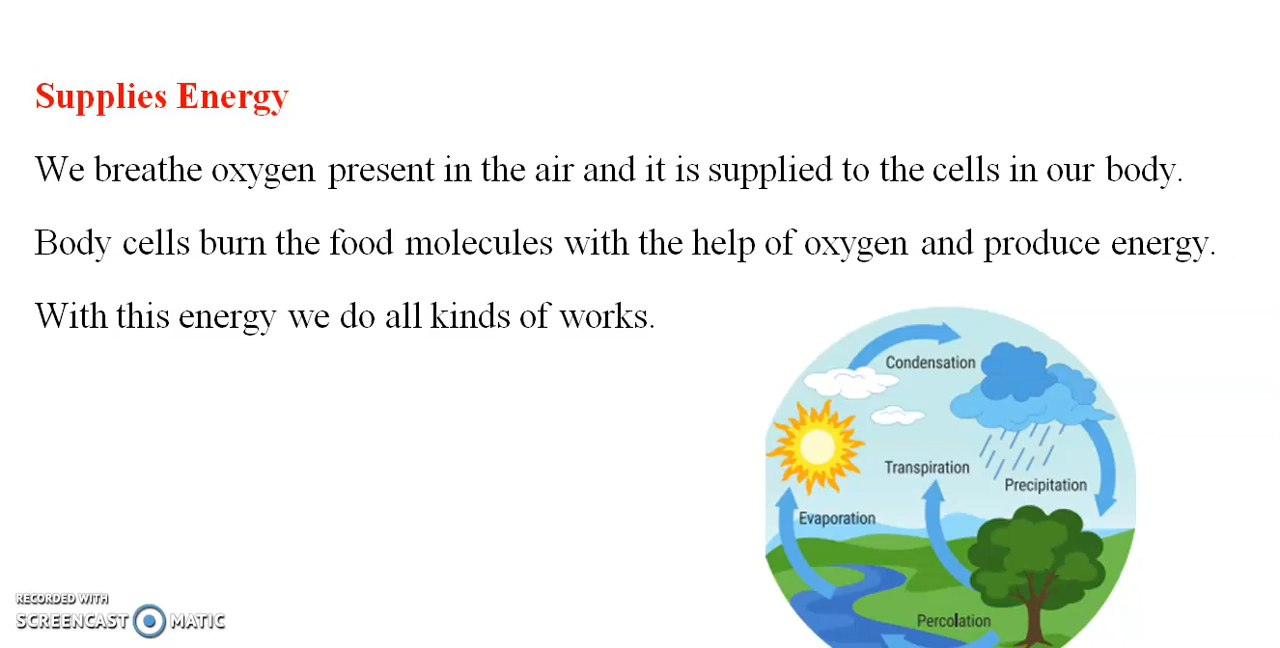 Supplies Energy
We breathe oxygen present in the air and it is supplied to the cells in our body.
Body cells burn the food molecules with the help of oxygen and produce energy.
With this energy we do all kinds of works.
Condensation
Transpiration
Precipitation
Evaporation
Percolation
RECORDED WITH
SCREENCAST MATIC